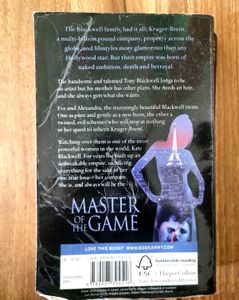 The Blackwell family had it all: Kruger-Brent,
a multi-billion pound company, property across
the globe, and lifestyles more glamorous than any
Hollywood star. But their empire was born
of naked ambition, death and betrayal.
The handsome and talented Tony Blackwell longs to be
an artist but his mother has other plans. She needs an heir,
and she always gets what she wants.
Eve and Alexandra, the stunningly beautiful Blackwell twins.
One as pure and gentle as a new born, the other a
twisted, evil schemer who will stop at nothing
in her quest to inherit Kruger-Brent.
Watching over them is one of the most
powerful women in the world, Kate
Blackwell. For years she built up an
unbreakable empire, sacrificing
everything for the sake of her
one true love – her company.
She is, and always will be the
MASTER
OF THE
GAME
LOVE THIS BOOK? WWW.BOOKARMY.COM
FSC
HarperCollins